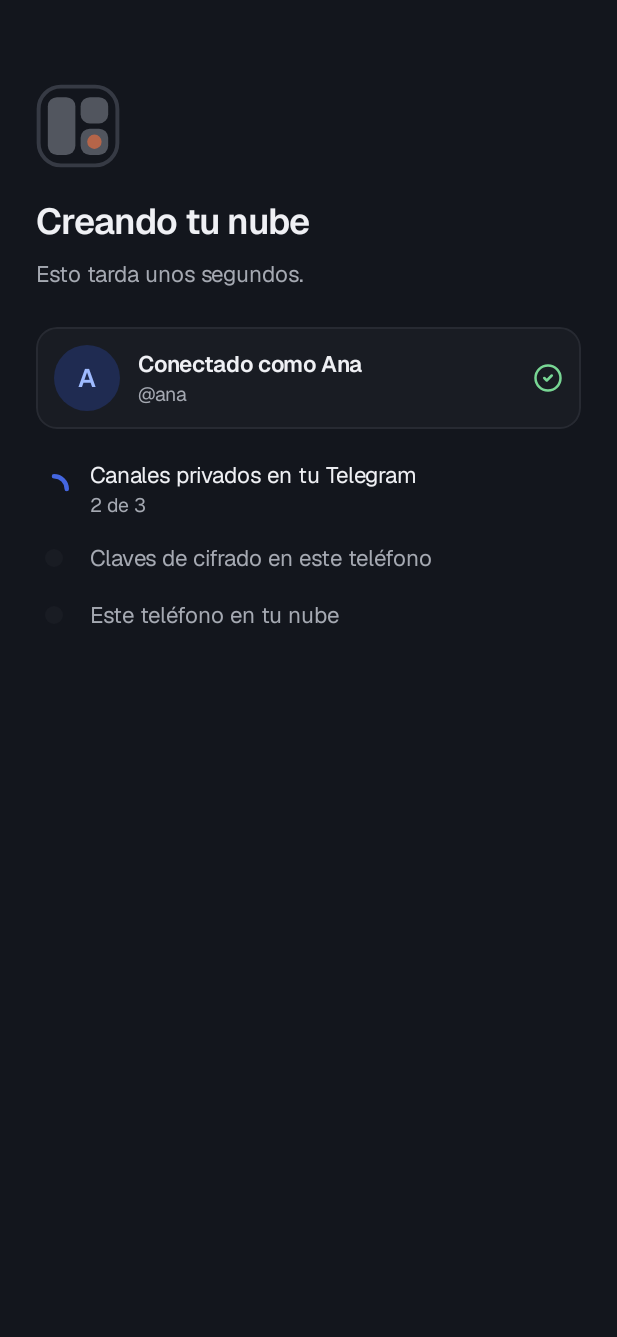 Creando tu nube
Esto tarda unos segundos.
A
Conectado como Ana
@ana
Canales privados en tu Telegram
2 de 3
Claves de cifrado en este teléfono
Este teléfono en tu nube